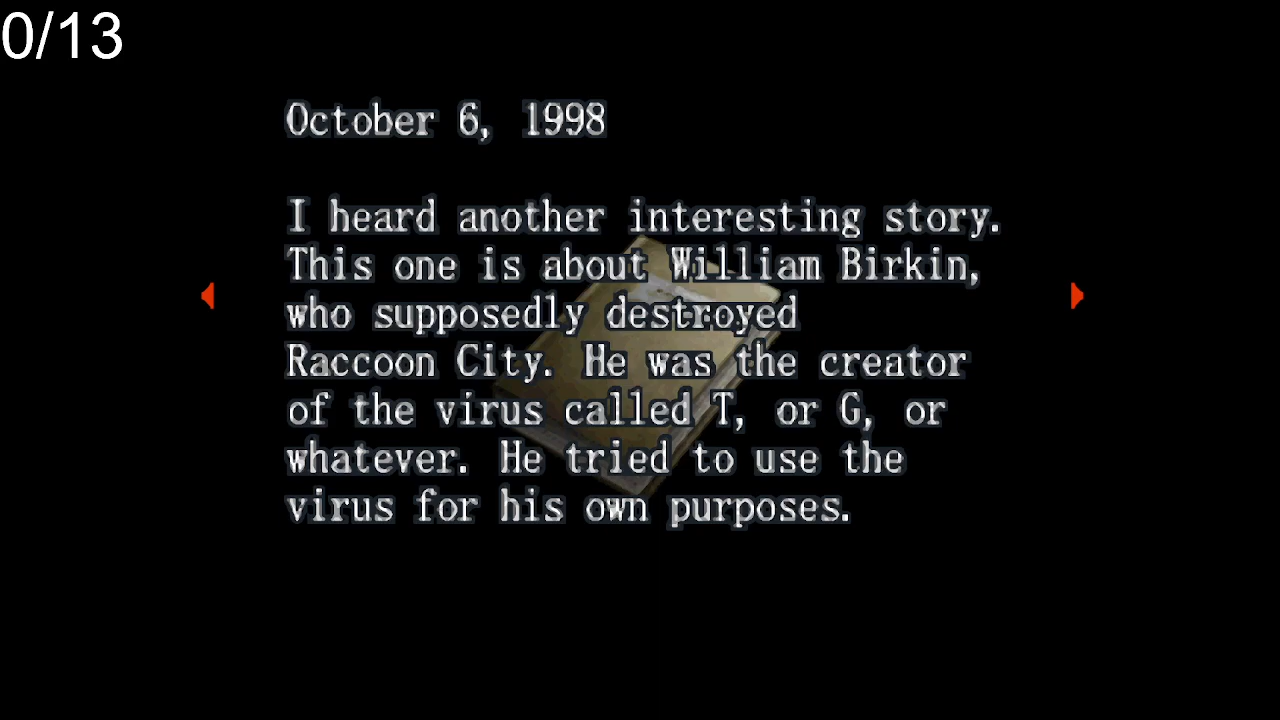 0/13
October 6, 1998
I heard another interesting story.
This one is about William Birkin,
who supposedly destroyed
Raccoon City. He was the creator
of the virus called T, or G, or
whatever. He tried to use the
virus for his own purposes.